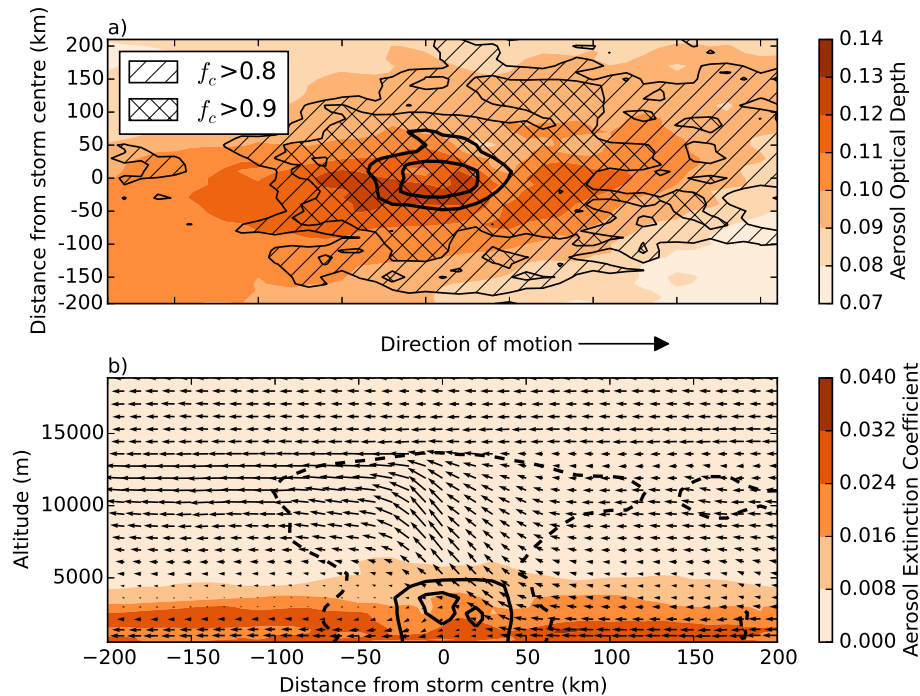 a)
Distance from storm centre (km)
200
150
100
50
0
-50
-100
-150
-200
f_c>0.8
f_c>0.9
0.14
0.13
0.12
0.11
0.10
0.09
0.08
0.07
Aerosol Optical Depth
Direction of motion
b)
Altitude (m)
15000
10000
5000
−200 −150 −100 −50 0 50 100 150 200
Distance from storm centre (km)
0.040
0.032
0.024
0.016
0.008
0.000
Aerosol Extinction Coefficient